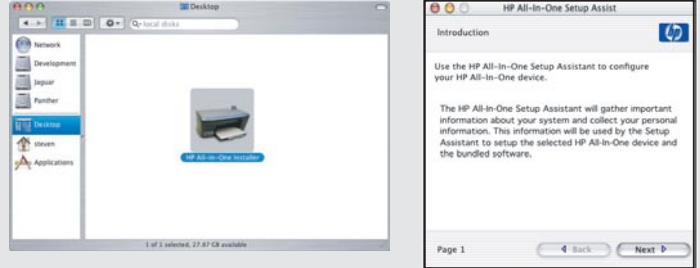 Desktop
local disks
Network
Development
Jaguar
Panther
Desktop
steven
Applications
HP All-in-One Installer
1 of 1 selected, 27.87 GB available
HP All-In-One Setup Assist
Introduction
hp
Use the HP All-In-One Setup Assistant to configure
your HP All-In-One device.
The HP All-In-One Setup Assistant will gather important
information about your system and collect your personal
information. This information will be used by the Setup
Assistant to setup the selected HP All-In-One device and
the bundled software.
Page 1
Back
Next